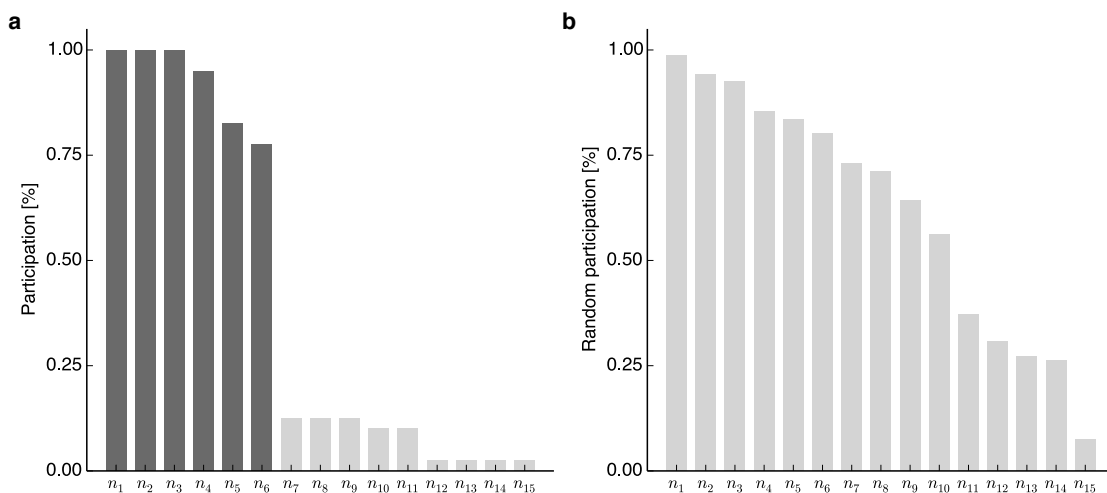 a
Participation [%]
1.00
0.75
0.50
0.25
0.00
n₁ n₂ n₃ n₄ n₅ n₆ n₇ n₈ n₉ n₁₀ n₁₁ n₁₂ n₁₃ n₁₄ n₁₅
b
Random participation [%]
1.00
0.75
0.50
0.25
0.00
n₁ n₂ n₃ n₄ n₅ n₆ n₇ n₈ n₉ n₁₀ n₁₁ n₁₂ n₁₃ n₁₄ n₁₅